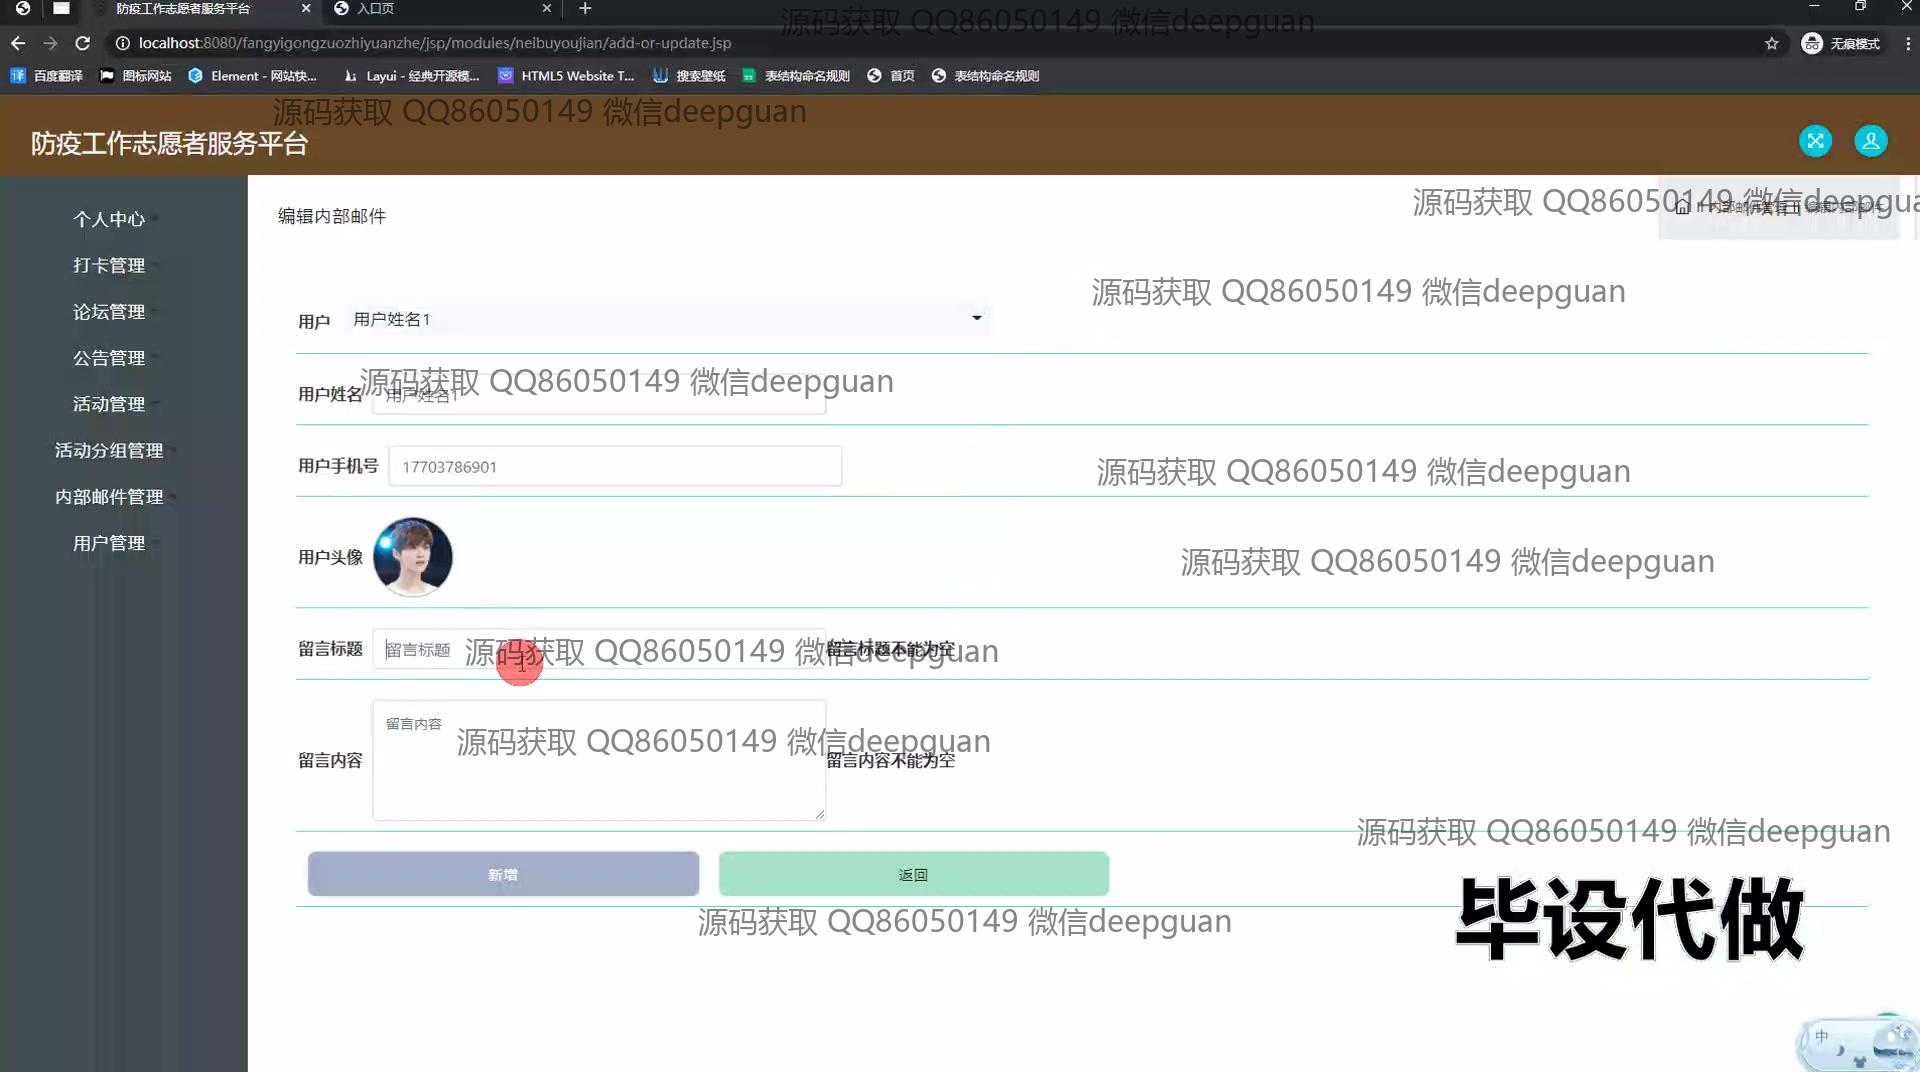 防疫工作志愿者服务平台
入口页
源码获取 QQ86050149 微信deepguan
localhost:8080/fangyigongzuozhiyuanzhe/jsp/modules/neibuyoujian/add-or-update.jsp
无痕模式
百度翻译 图标网站 Element - 网站快... Layui - 经典开源模... HTML5 Website T... 搜索壁纸 表结构命名规则 首页 表结构命名规则
源码获取 QQ86050149 微信deepguan
防疫工作志愿者服务平台
个人中心
打卡管理
论坛管理
公告管理
活动管理
活动分组管理
内部邮件管理
用户管理
编辑内部邮件
源码获取 QQ86050149 微信deepgua
源码获取 QQ86050149 微信deepguan
用户 用户姓名1
用户姓名 用户姓名1
源码获取 QQ86050149 微信deepguan
用户手机号 17703786901
源码获取 QQ86050149 微信deepguan
用户头像
源码获取 QQ86050149 微信deepguan
留言标题 留言标题 留言标题不能为空
源码获取 QQ86050149 微信deepguan
留言内容 留言内容 留言内容不能为空
源码获取 QQ86050149 微信deepguan
源码获取 QQ86050149 微信deepguan
新增 返回
毕设代做
源码获取 QQ86050149 微信deepguan
中